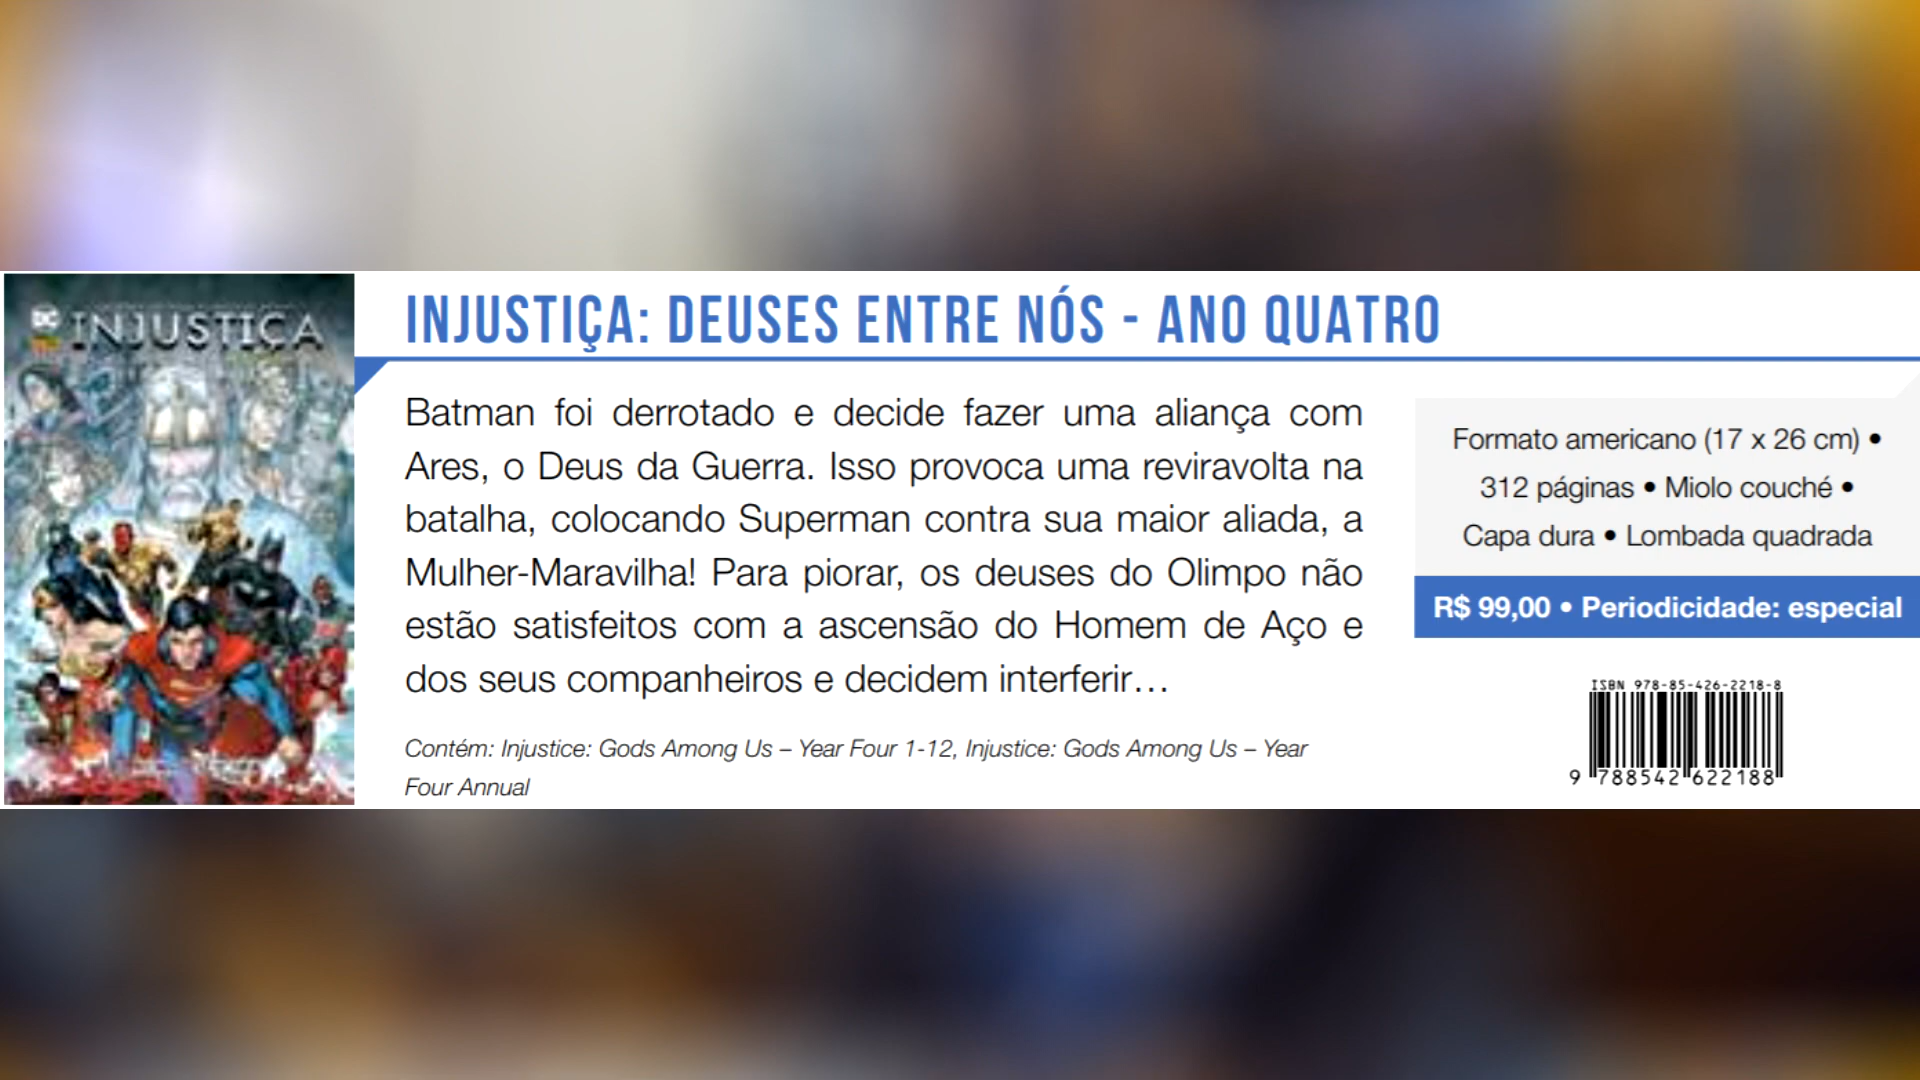 DC
INJUSTIÇA
INJUSTIÇA: DEUSES ENTRE NÓS - ANO QUATRO
Batman foi derrotado e decide fazer uma aliança com
Ares, o Deus da Guerra. Isso provoca uma reviravolta na
batalha, colocando Superman contra sua maior aliada, a
Mulher-Maravilha! Para piorar, os deuses do Olimpo não
estão satisfeitos com a ascensão do Homem de Aço e
dos seus companheiros e decidem interferir…
Contém: Injustice: Gods Among Us – Year Four 1-12, Injustice: Gods Among Us – Year
Four Annual
Formato americano (17 x 26 cm) •
312 páginas • Miolo couché •
Capa dura • Lombada quadrada
R$ 99,00 • Periodicidade: especial
ISBN 978-85-426-2218-8
9 788542 622188